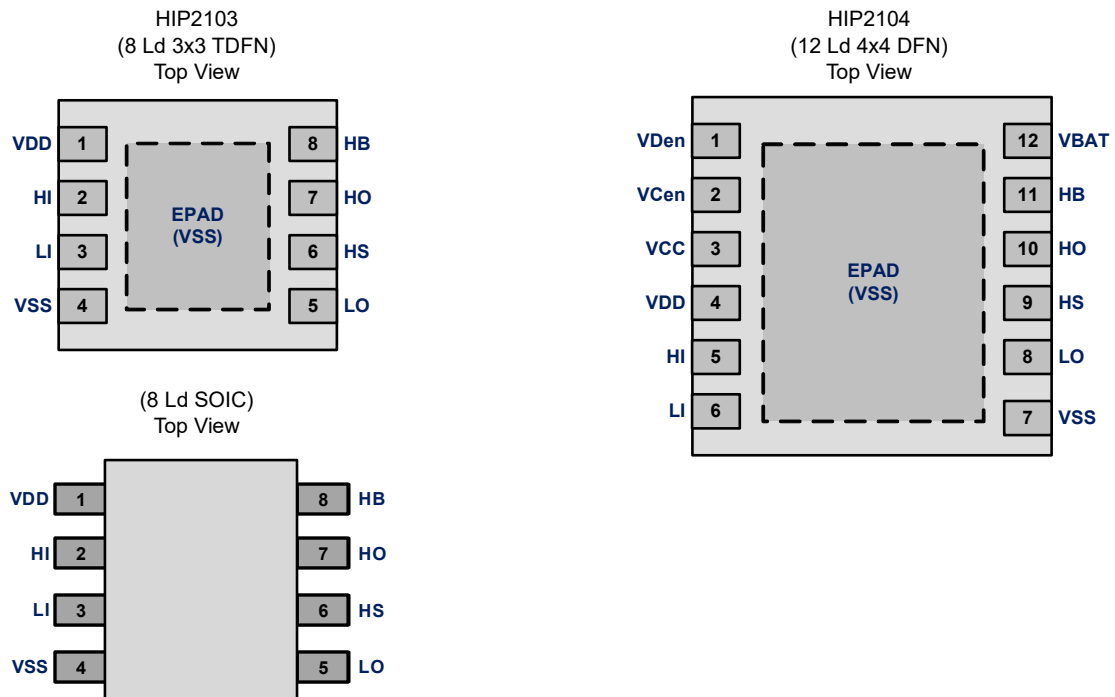 HIP2103
(8 Ld 3x3 TDFN)
Top View
VDD 1 8 HB
HI 2 7 HO
EPAD
(VSS)
LI 3 6 HS
VSS 4 5 LO
(8 Ld SOIC)
Top View
VDD 1 8 HB
HI 2 7 HO
LI 3 6 HS
VSS 4 5 LO
HIP2104
(12 Ld 4x4 DFN)
Top View
VDen 1 12 VBAT
VCen 2 11 HB
VCC 3 10 HO
EPAD
(VSS)
VDD 4 9 HS
HI 5 8 LO
LI 6 7 VSS